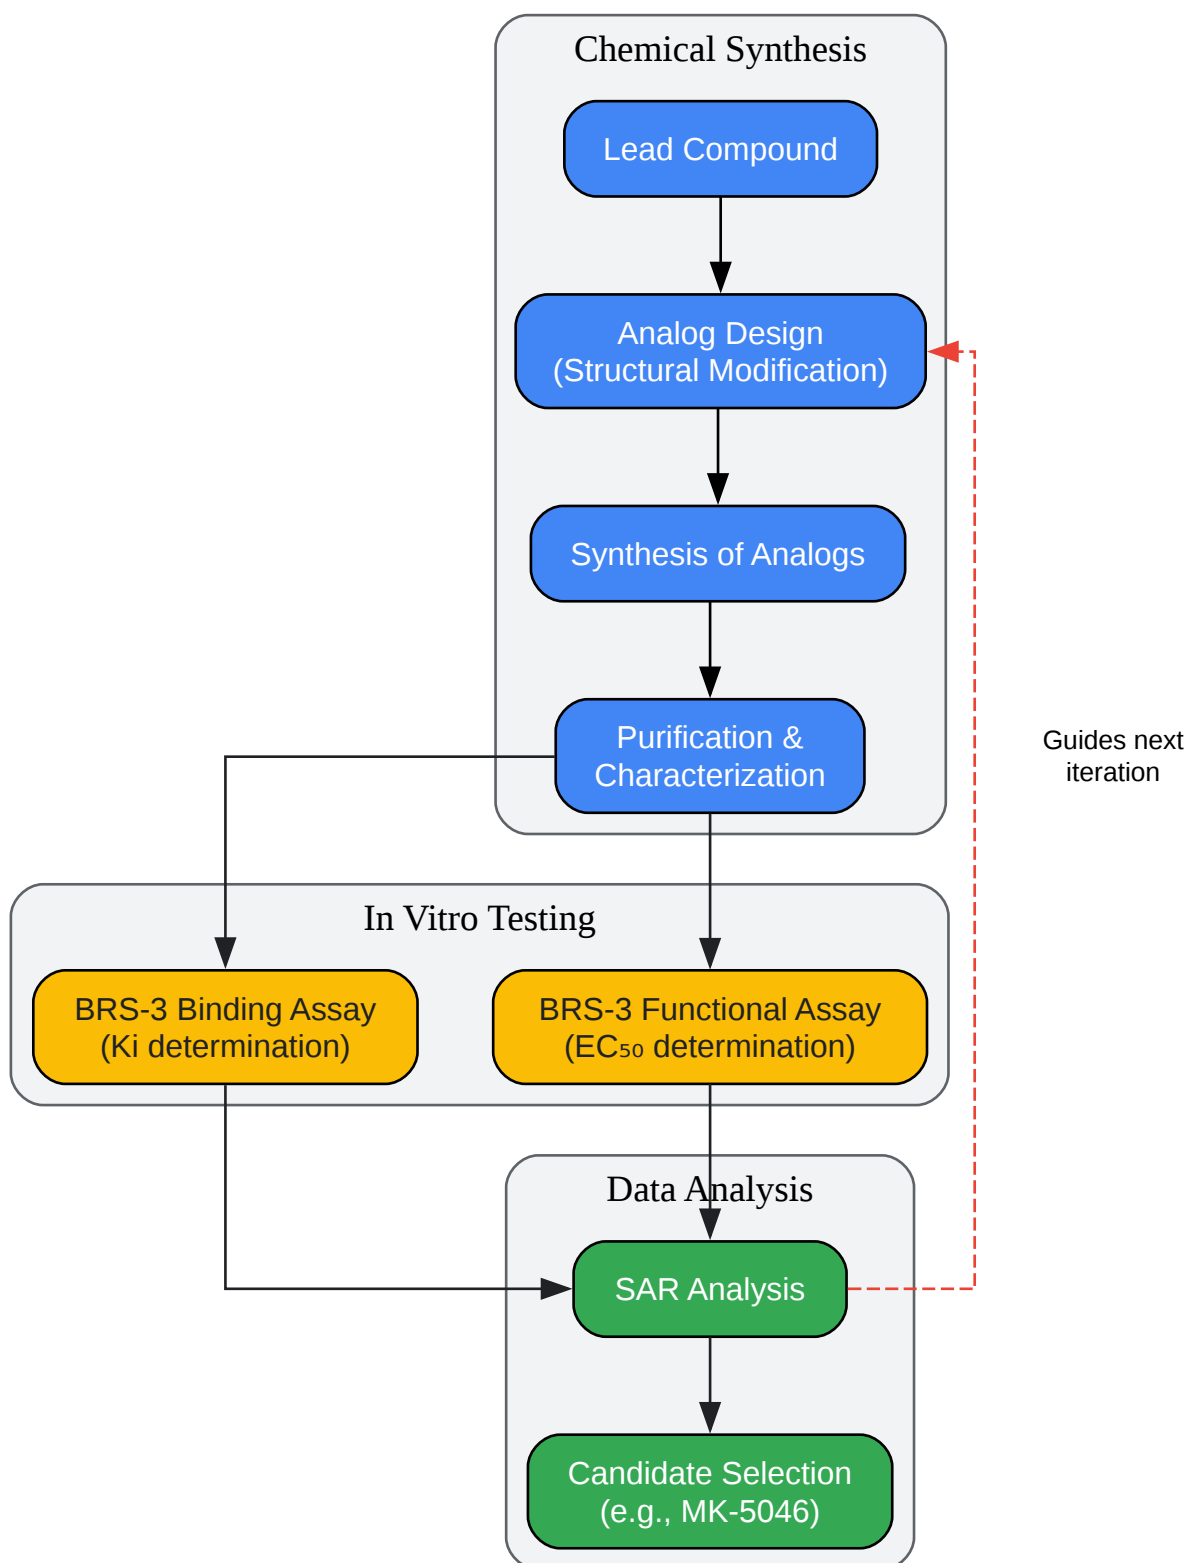 Chemical Synthesis
Lead Compound
Analog Design
(Structural Modification)
Synthesis of Analogs
Purification &
Characterization
Guides next
iteration
In Vitro Testing
BRS-3 Binding Assay
(Ki determination)
BRS-3 Functional Assay
(EC₅₀ determination)
Data Analysis
SAR Analysis
Candidate Selection
(e.g., MK-5046)